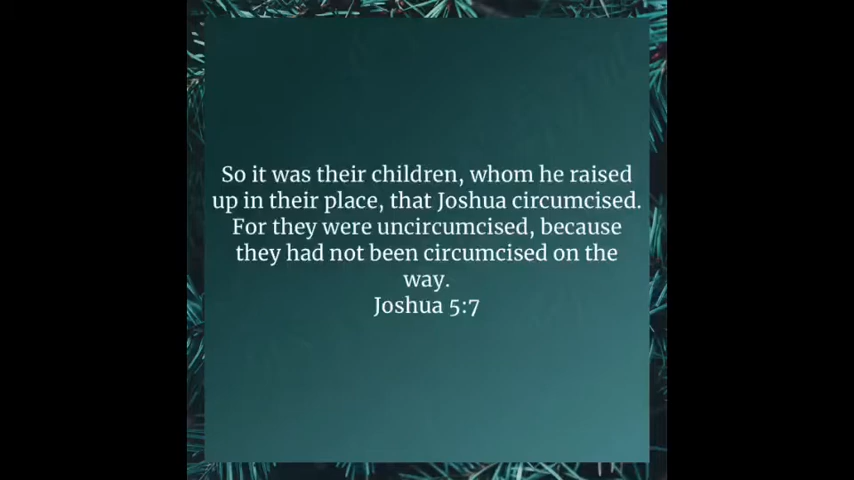 So it was their children, whom he raised
up in their place, that Joshua circumcised.
For they were uncircumcised, because
they had not been circumcised on the
way.
Joshua 5:7